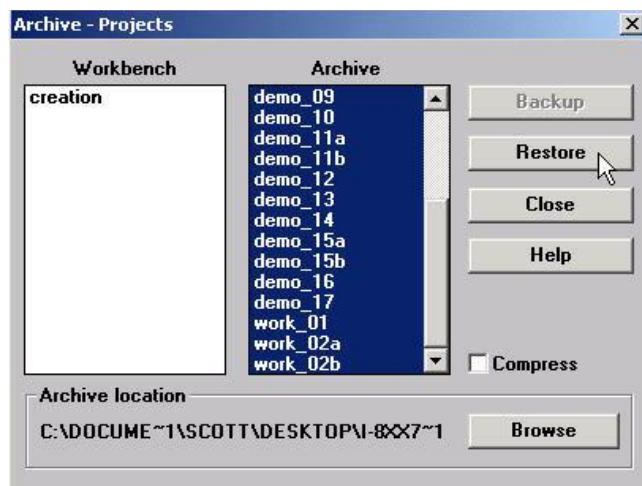 Archive - Projects
Workbench
creation
Archive
demo_09
demo_10
demo_11a
demo_11b
demo_12
demo_13
demo_14
demo_15a
demo_15b
demo_16
demo_17
work_01
work_02a
work_02b
Backup
Restore
Close
Help
Compress
Archive location
C:\DOCUME~1\SCOTT\DESKTOP\I-8XX7~1
Browse